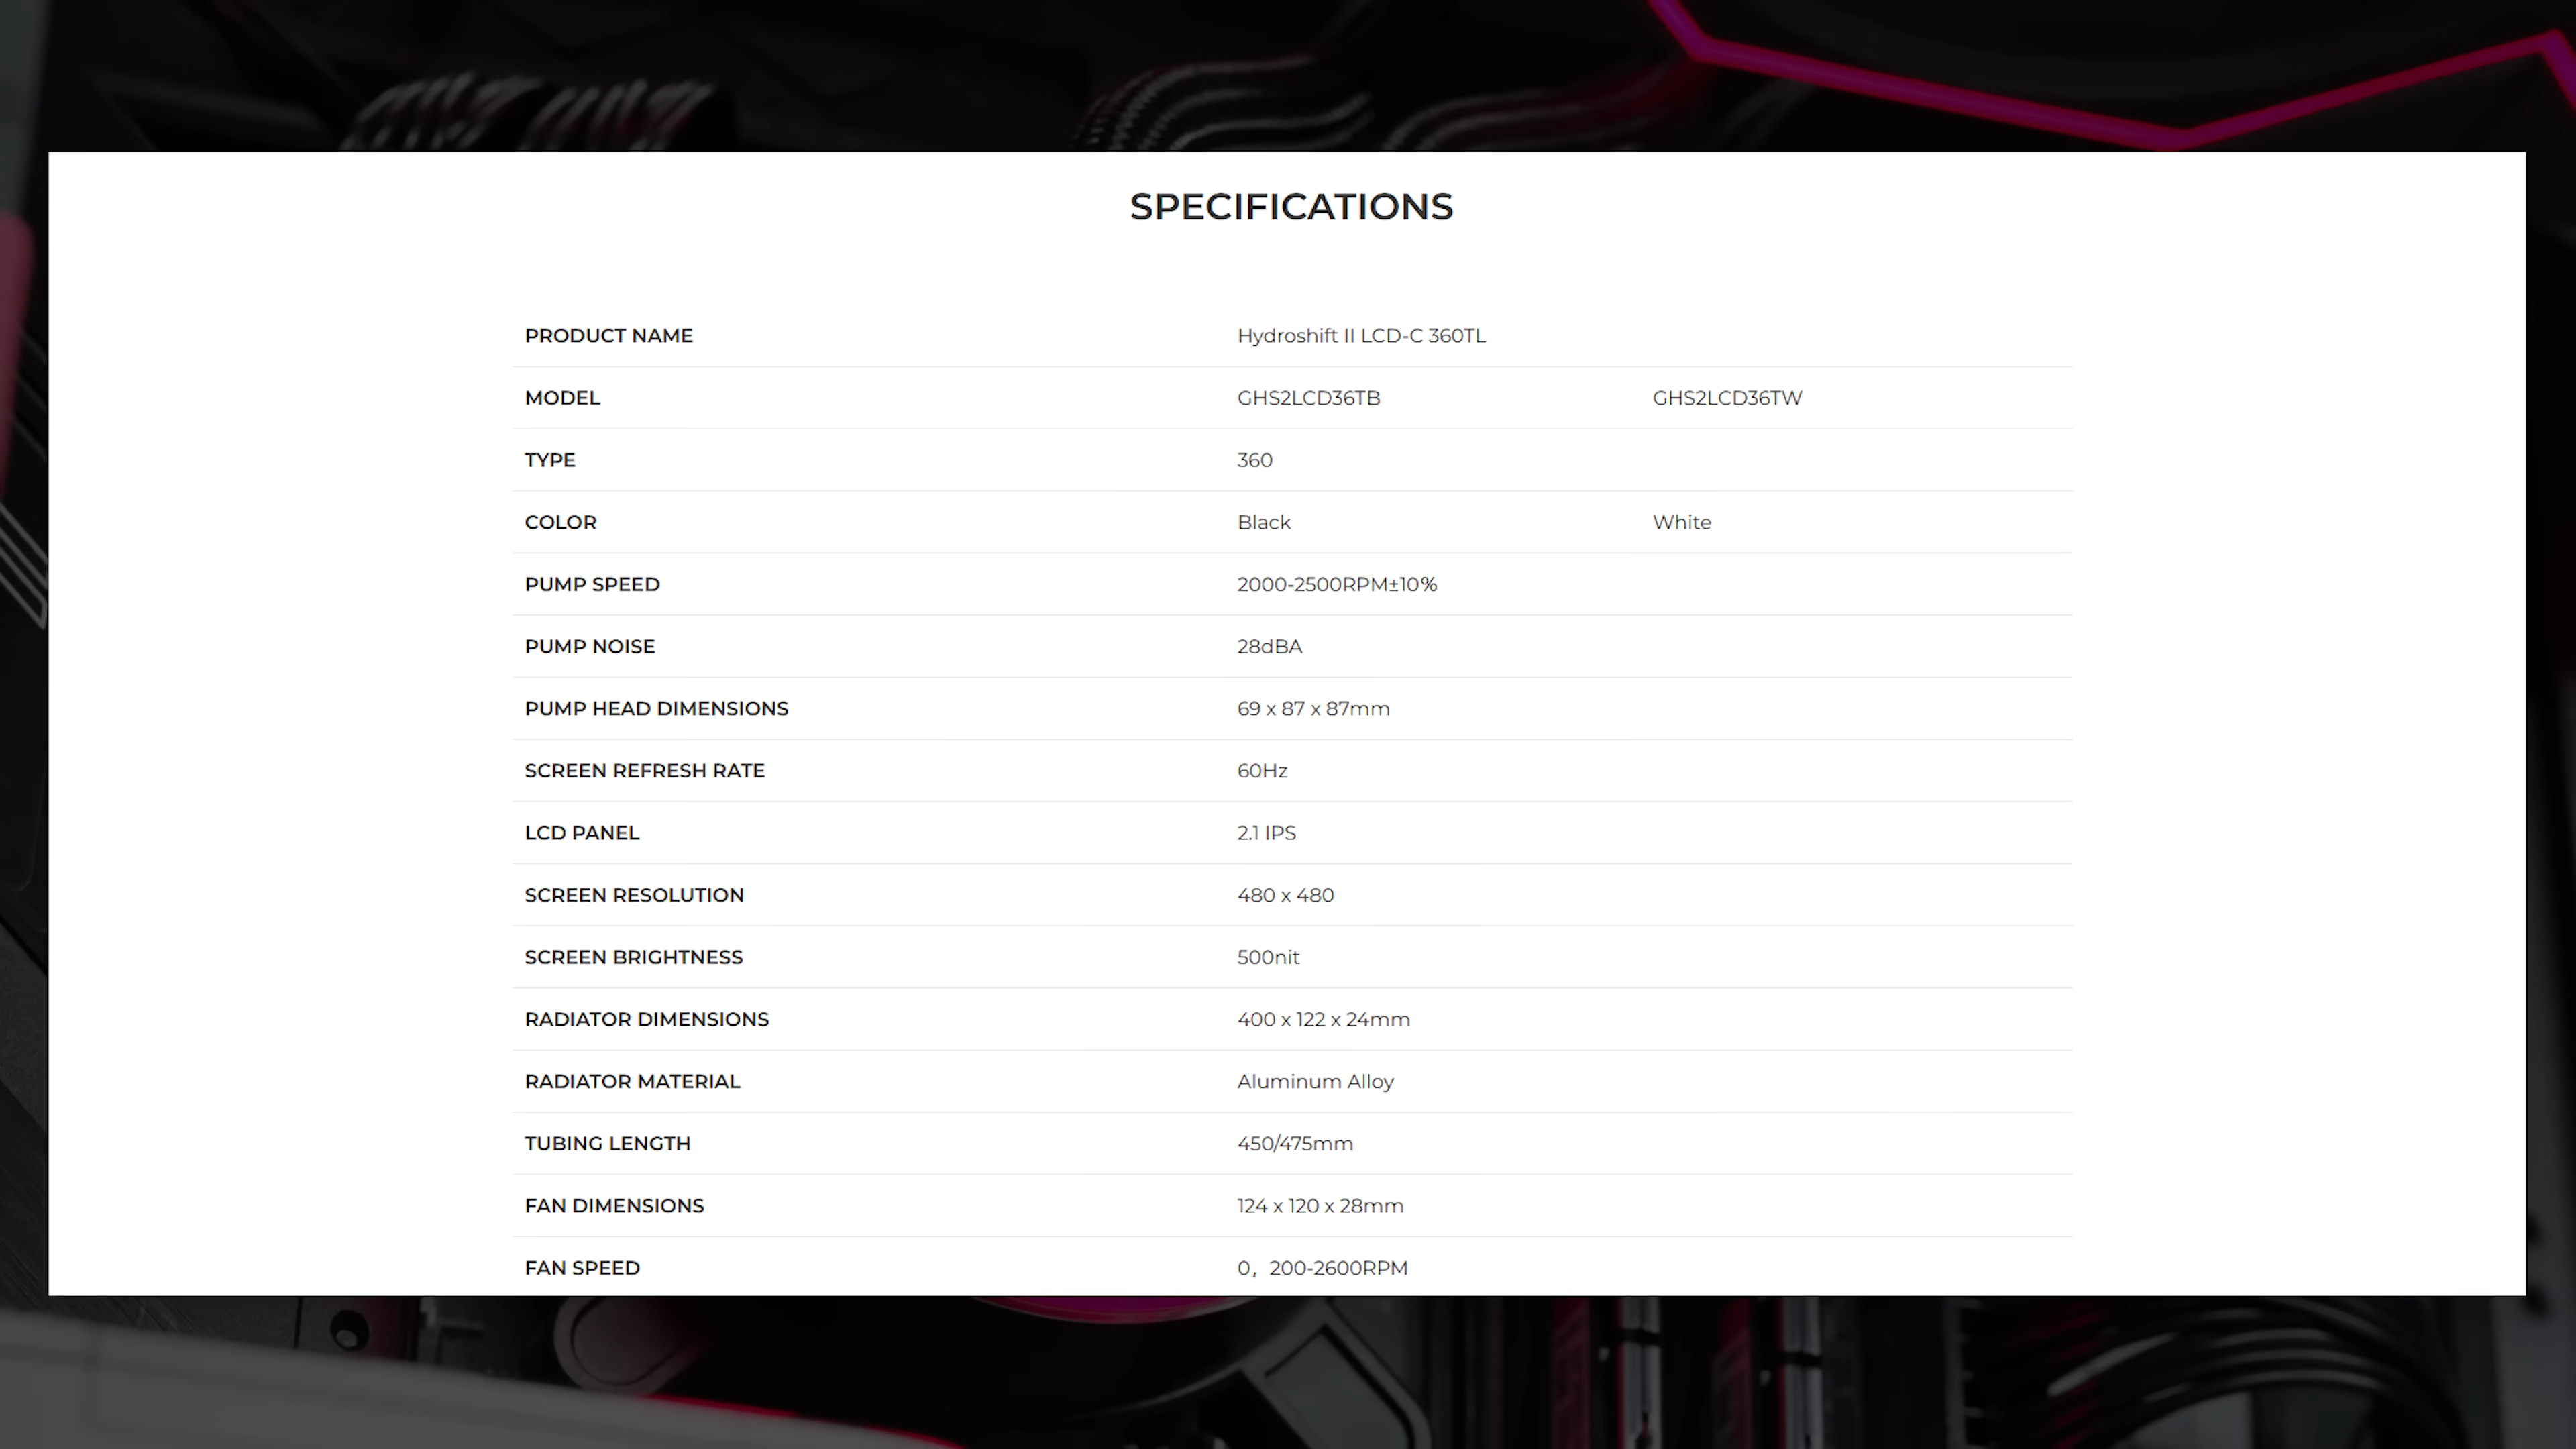 SPECIFICATIONS
PRODUCT NAME Hydroshift II LCD-C 360TL
MODEL GHS2LCD36TB GHS2LCD36TW
TYPE 360
COLOR Black White
PUMP SPEED 2000-2500RPM±10%
PUMP NOISE 28dBA
PUMP HEAD DIMENSIONS 69 x 87 x 87mm
SCREEN REFRESH RATE 60Hz
LCD PANEL 2.1 IPS
SCREEN RESOLUTION 480 x 480
SCREEN BRIGHTNESS 500nit
RADIATOR DIMENSIONS 400 x 122 x 24mm
RADIATOR MATERIAL Aluminum Alloy
TUBING LENGTH 450/475mm
FAN DIMENSIONS 124 x 120 x 28mm
FAN SPEED 0，200-2600RPM